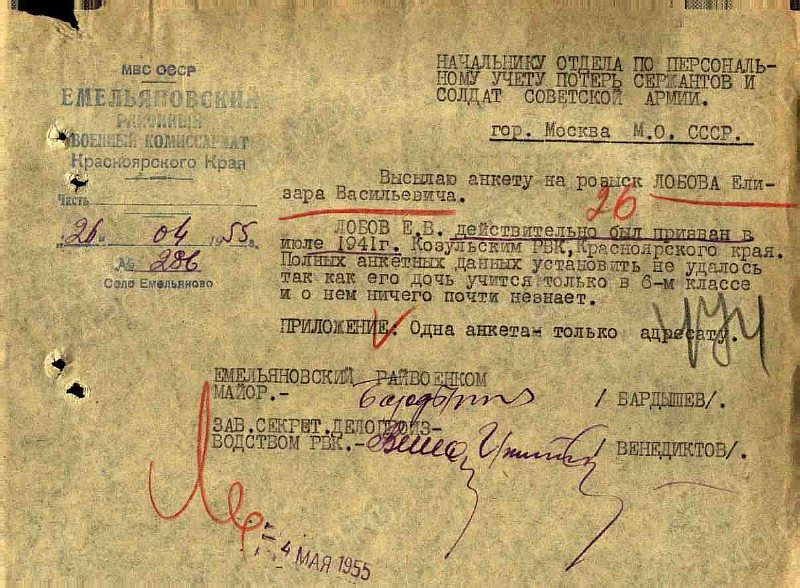 МВС СССР
ЕМЕЛЬЯНОВСКИЙ
РАЙОННЫЙ
ВОЕННЫЙ КОМИССАРИАТ
Красноярского Края
Часть
„26“ 04 1955г.
№ 286
Село Емельяново
НАЧАЛЬНИКУ ОТДЕЛА ПО ПЕРСОНАЛЬ-
НОМУ УЧЕТУ ПОТЕРЬ СЕРЖАНТОВ И
СОЛДАТ СОВЕТСКОЙ АРМИИ.
гор. Москва М.О. СССР.
Высылаю анкету на розыск ЛОБОВА Ели-
зара Васильевича.
26
ЛОБОВ Е.В. действительно был призван в
июле 1941г. Козульским РВК,Красноярского края.
Полных анкетных данных установить не удалось
так как его дочь учится только в 6-м классе
и о нем ничего почти незнает.
ПРИЛОЖЕНИЕ: Одна анкета- только адресату.
ЕМЕЛЬЯНОВСКИЙ РАЙВОЕНКОМ
МАЙОР.- / БАРДЫШЕВ/.
ЗАВ.СЕКРЕТ.ДЕЛОПРОИЗ-
ВОДСТВОМ РВК.- / ВЕНЕДИКТОВ/.
4 МАЯ 1955